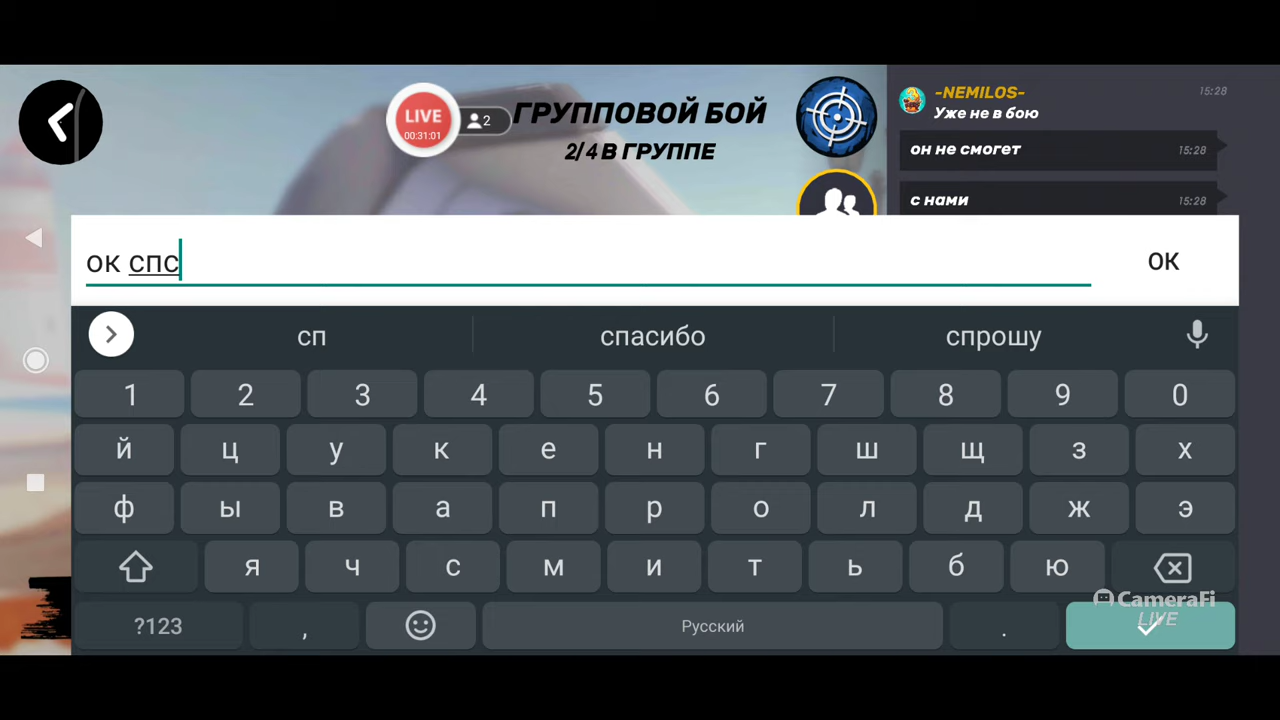 -NEMILOS-
15:28
Уже не в бою
он не смогет
15:28
с нами
15:28
LIVE
00:31:01
2
ГРУППОВОЙ БОЙ
2/4 В ГРУППЕ
ок спс
ОК
сп
спасибо
спрошу
1 2 3 4 5 6 7 8 9 0
й ц у к е н г ш щ з х
ф ы в а п р о л д ж э
я ч с м и т ь б ю
?123 , Русский .
CameraFi
LIVE